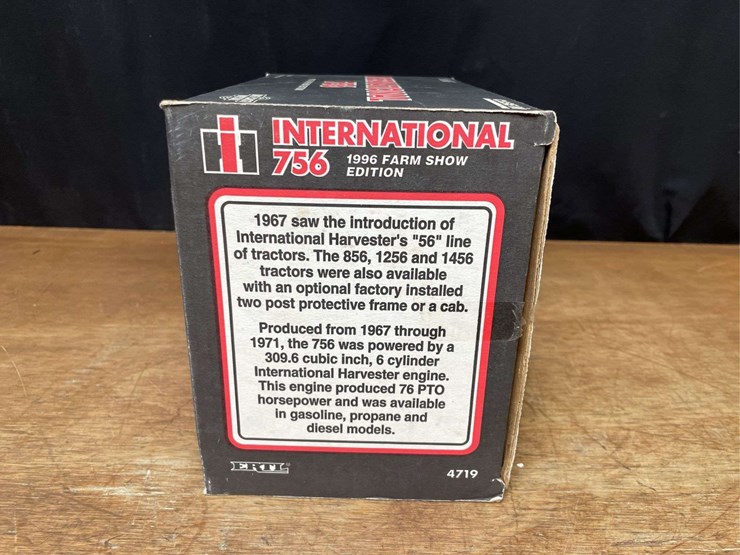 INTERNATIONAL
756 1996 FARM SHOW
EDITION
1967 saw the introduction of
International Harvester's "56" line
of tractors. The 856, 1256 and 1456
tractors were also available
with an optional factory installed
two post protective frame or a cab.
Produced from 1967 through
1971, the 756 was powered by a
309.6 cubic inch, 6 cylinder
International Harvester engine.
This engine produced 76 PTO
horsepower and was available
in gasoline, propane and
diesel models.
ERTL
4719